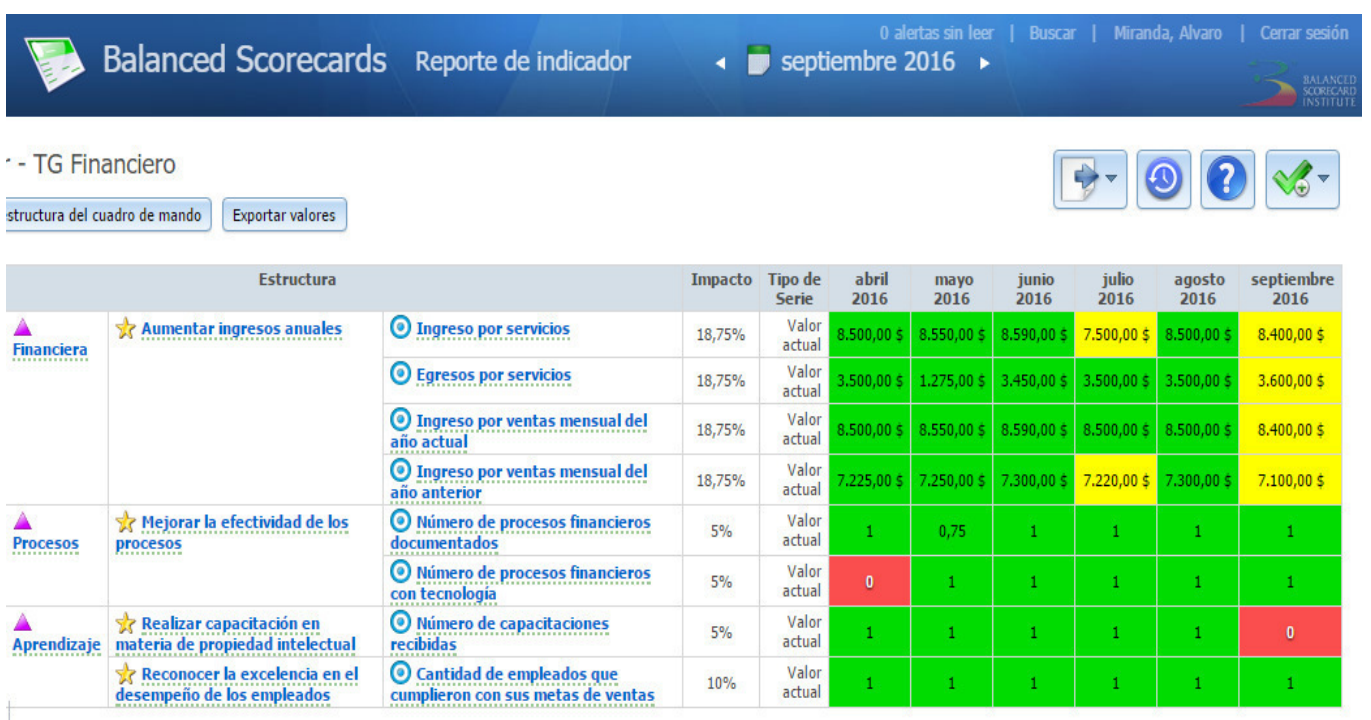 0 alertas sin leer | Buscar | Miranda, Alvaro | Cerrar sesión
Balanced Scorecards Reporte de indicador septiembre 2016
BALANCED
SCORECARD
INSTITUTE
r - TG Financiero
estructura del cuadro de mando Exportar valores
Estructura Impacto Tipo de Serie abril 2016 mayo 2016 junio 2016 julio 2016 agosto 2016 septiembre 2016
Financiera Aumentar ingresos anuales Ingreso por servicios 18,75% Valor actual 8.500,00 $ 8.550,00 $ 8.590,00 $ 7.500,00 $ 8.500,00 $ 8.400,00 $
Egresos por servicios 18,75% Valor actual 3.500,00 $ 1.275,00 $ 3.450,00 $ 3.500,00 $ 3.500,00 $ 3.600,00 $
Ingreso por ventas mensual del año actual 18,75% Valor actual 8.500,00 $ 8.550,00 $ 8.590,00 $ 8.500,00 $ 8.500,00 $ 8.400,00 $
Ingreso por ventas mensual del año anterior 18,75% Valor actual 7.225,00 $ 7.250,00 $ 7.300,00 $ 7.220,00 $ 7.300,00 $ 7.100,00 $
Procesos Mejorar la efectividad de los procesos Número de procesos financieros documentados 5% Valor actual 1 0,75 1 1 1 1
Número de procesos financieros con tecnología 5% Valor actual 0 1 1 1 1 1
Aprendizaje Realizar capacitación en materia de propiedad intelectual Número de capacitaciones recibidas 5% Valor actual 1 1 1 1 1 0
Reconocer la excelencia en el desempeño de los empleados Cantidad de empleados que cumplieron con sus metas de ventas 10% Valor actual 1 1 1 1 1 1